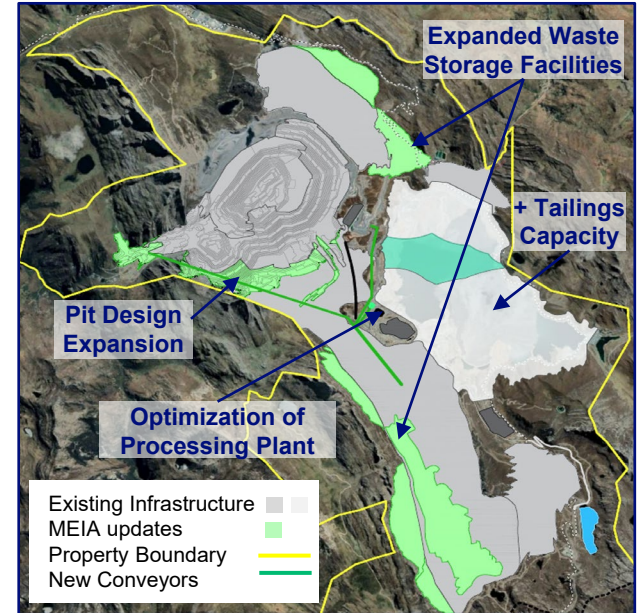 Expanded Waste
Storage Facilities
+ Tailings
Capacity
Pit Design
Expansion
Optimization of
Processing Plant
Existing Infrastructure
MEIA updates
Property Boundary
New Conveyors